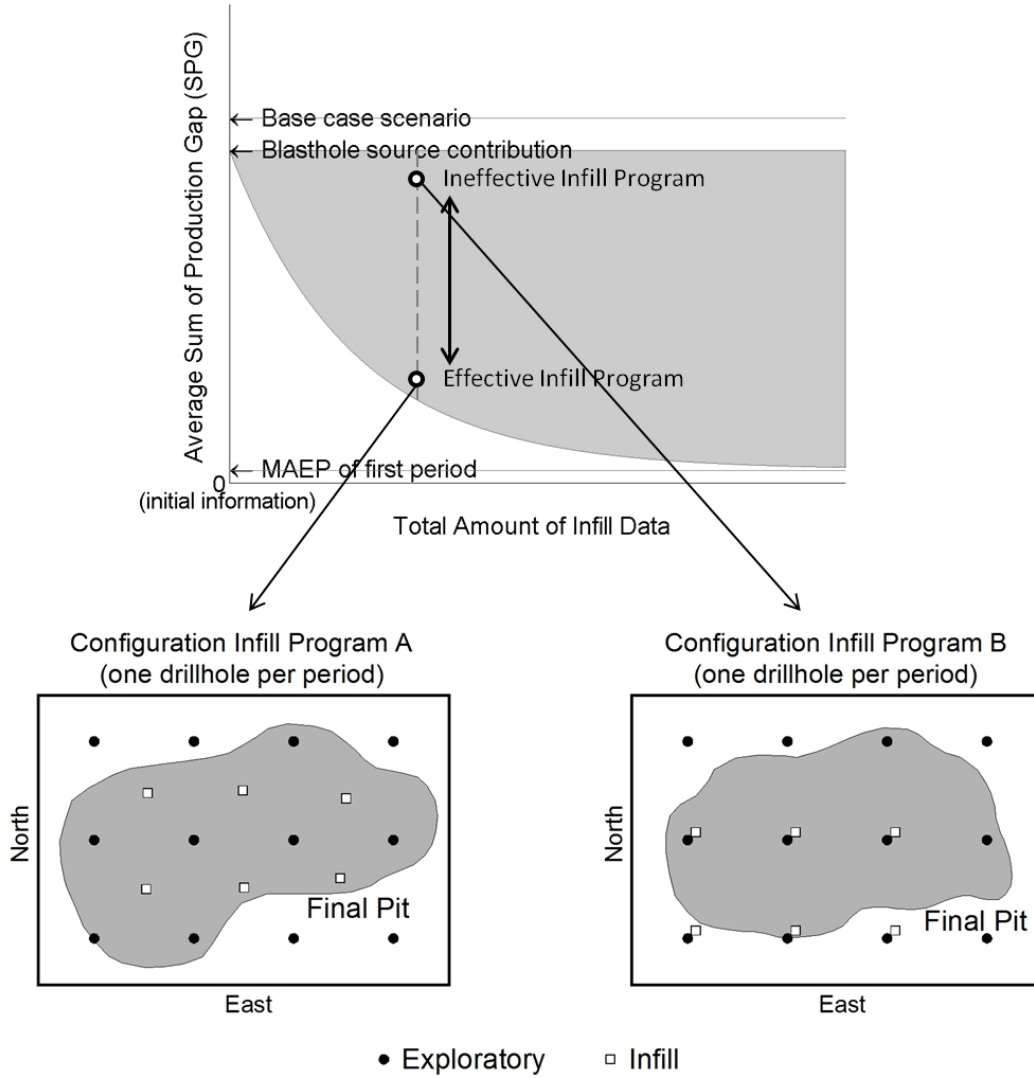 Average Sum of Production Gap (SPG)
← Base case scenario
← Blasthole source contribution
Ineffective Infill Program
Effective Infill Program
← MAEP of first period
0
(initial information)
Total Amount of Infill Data
Configuration Infill Program A
(one drillhole per period)
North
Final Pit
East
Configuration Infill Program B
(one drillhole per period)
North
Final Pit
East
Exploratory
Infill